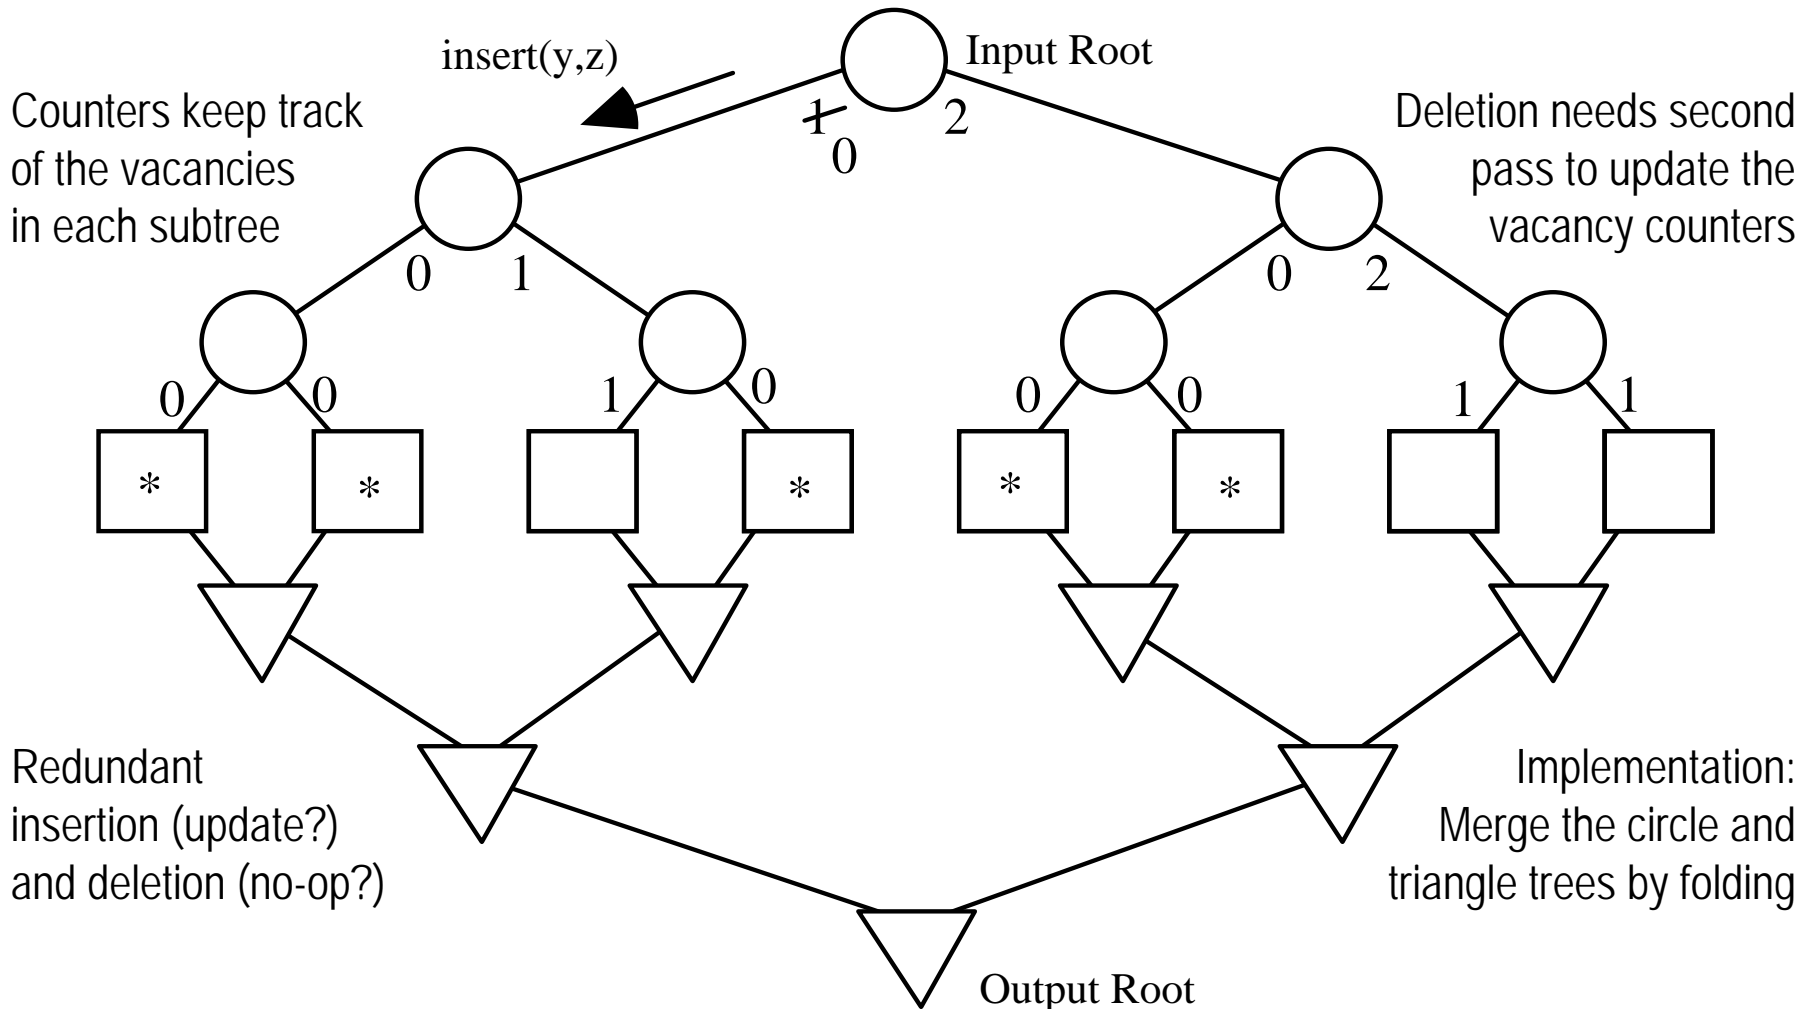 insert(y,z)
Input Root
Counters keep track
of the vacancies
in each subtree
Deletion needs second
pass to update the
vacancy counters
1 2
0
0 1 0 2
0 0 1 0 0 0 1 1
* * * * *
Redundant
insertion (update?)
and deletion (no-op?)
Implementation:
Merge the circle and
triangle trees by folding
Output Root